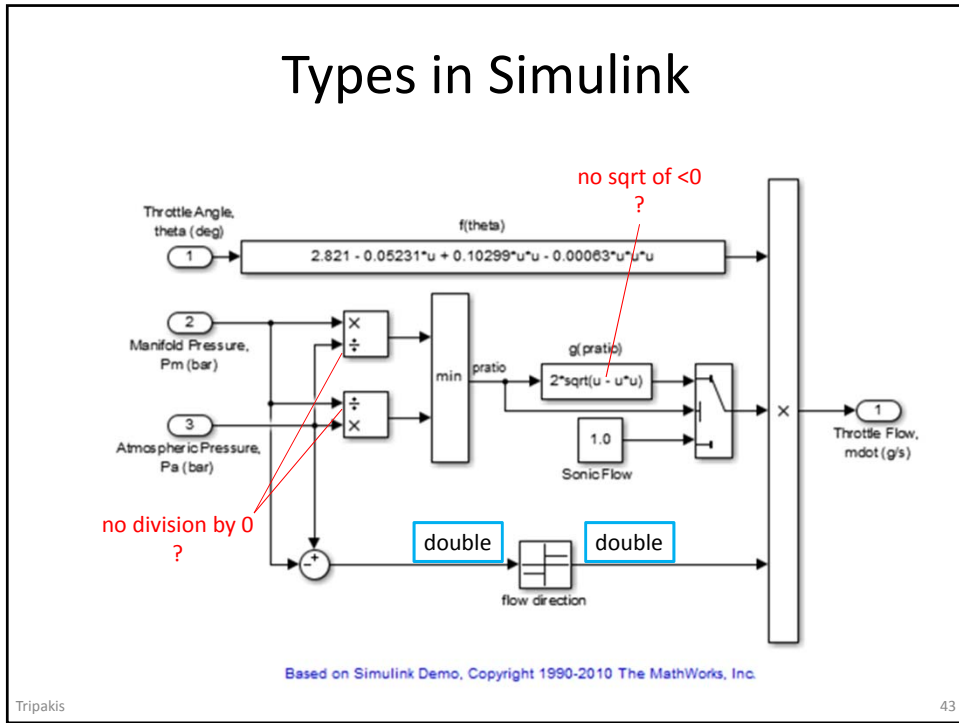 Types in Simulink
no sqrt of <0
?
Throttle Angle,
theta (deg)
1
f(theta)
2.821 - 0.05231*u + 0.10299*u*u - 0.00063*u*u*u
2
Manifold Pressure,
Pm (bar)
×
÷
min
pratio
g(pratio)
2*sqrt(u - u*u)
÷
×
3
Atmospheric Pressure,
Pa (bar)
1.0
Sonic Flow
×
1
Throttle Flow,
mdot (g/s)
no division by 0
?
- +
double
double
flow direction
Based on Simulink Demo, Copyright 1990-2010 The MathWorks, Inc.
Tripakis
43